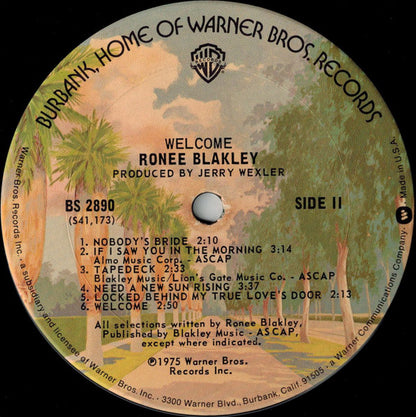 BURBANK, HOME OF WARNER BROS. RECORDS
WELCOME
RONEE BLAKLEY
PRODUCED BY JERRY WEXLER
BS 2890
(S41,173)
SIDE II
1. NOBODY'S BRIDE 2:10
2. IF I SAW YOU IN THE MORNING 3:14
Almo Music Corp. - ASCAP
3. TAPEDECK 2:33
Blakley Music/Lion's Gate Music Co. - ASCAP
4. NEED A NEW SUN RISING 3:37
5. LOCKED BEHIND MY TRUE LOVE'S DOOR 2:13
6. WELCOME 2:50
All selections written by Ronee Blakley,
Published by Blakley Music - ASCAP,
except where indicated.
℗1975 Warner Bros.
Records Inc.
Warner Bros. Records Inc. - a subsidiary and licensee of Warner Bros. Inc. · 3300 Warner Blvd., Burbank, Calif. 91505 - a Warner Communications Company.
Made in U.S.A.